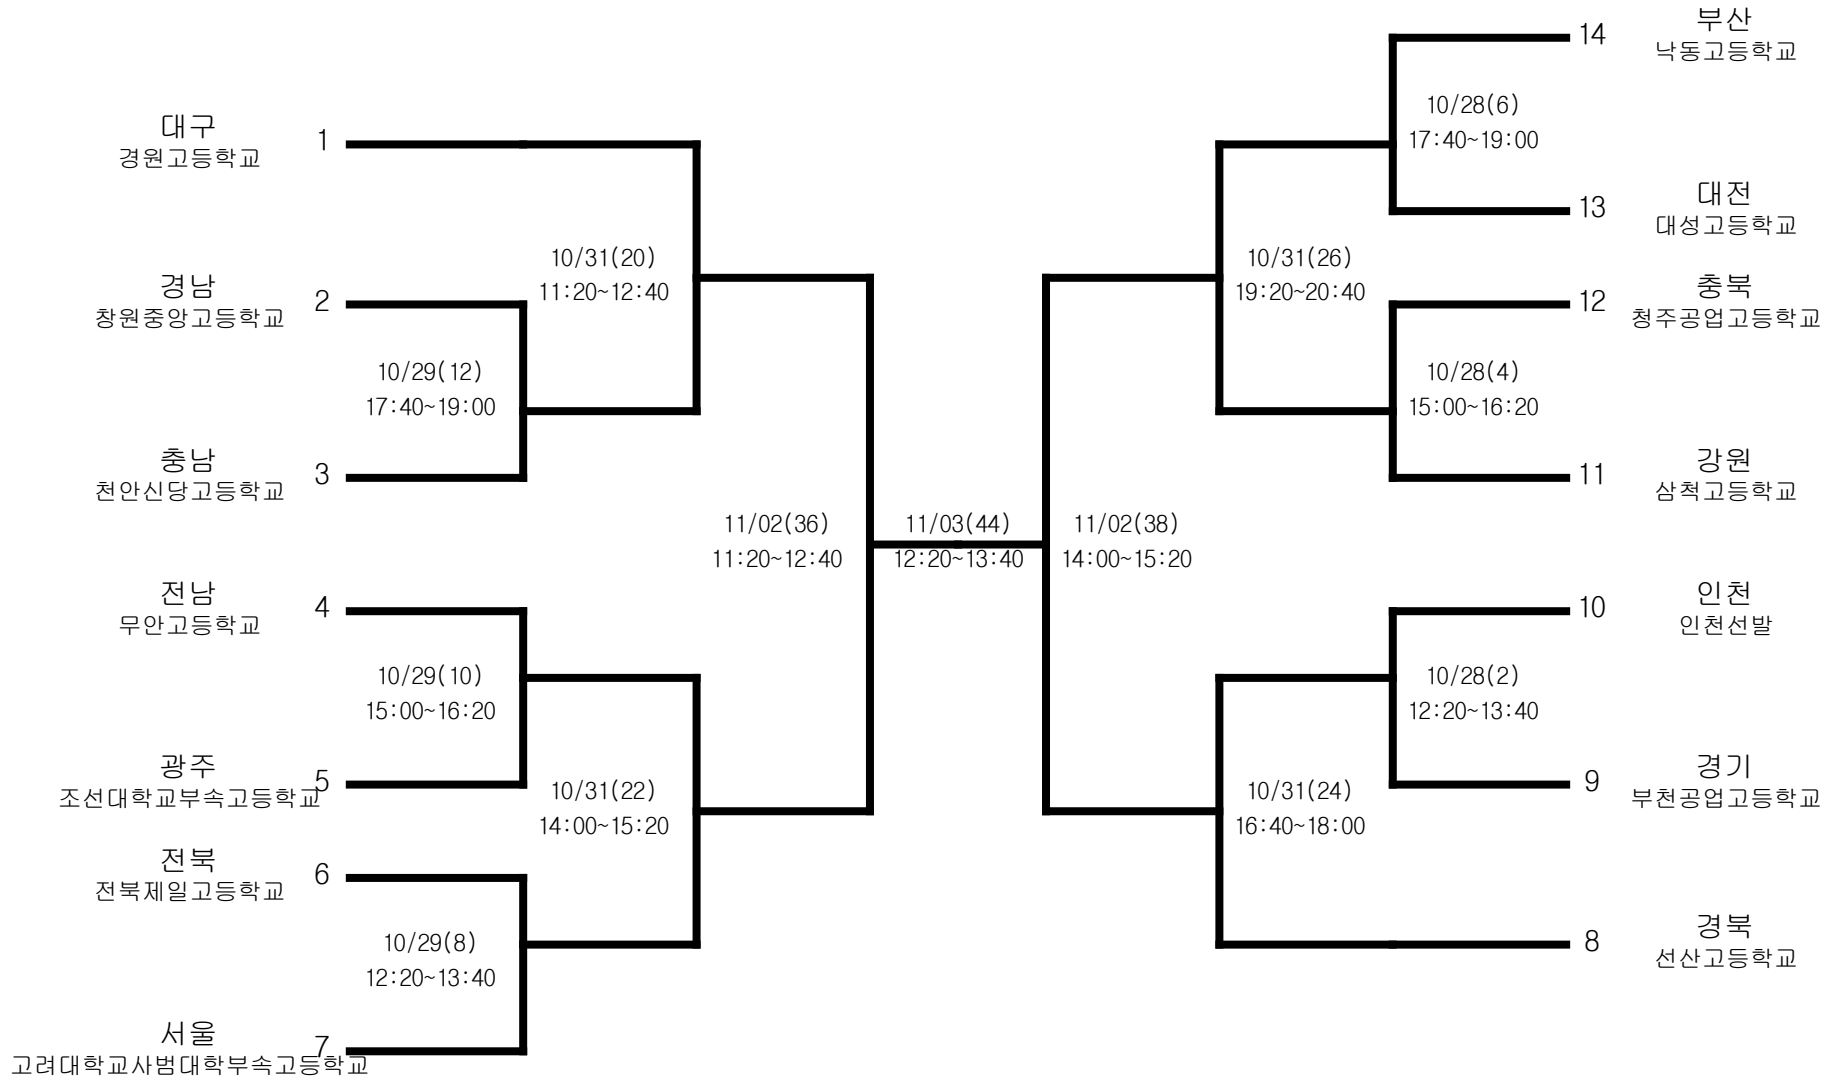 대구
경원고등학교
1
10/31(20)
11:20~12:40
경남
창원중앙고등학교
2
10/29(12)
17:40~19:00
충남
천안신당고등학교
3
11/02(36)
11:20~12:40
전남
무안고등학교
4
10/29(10)
15:00~16:20
광주
조선대학교부속고등학교
5
10/31(22)
14:00~15:20
전북
전북제일고등학교
6
10/29(8)
12:20~13:40
서울
고려대학교사범대학부속고등학교
7
11/03(44)
12:20~13:40
14
부산
낙동고등학교
10/28(6)
17:40~19:00
13
대전
대성고등학교
10/31(26)
19:20~20:40
12
충북
청주공업고등학교
10/28(4)
15:00~16:20
11
강원
삼척고등학교
11/02(38)
14:00~15:20
10
인천
인천선발
10/28(2)
12:20~13:40
9
경기
부천공업고등학교
10/31(24)
16:40~18:00
8
경북
선산고등학교